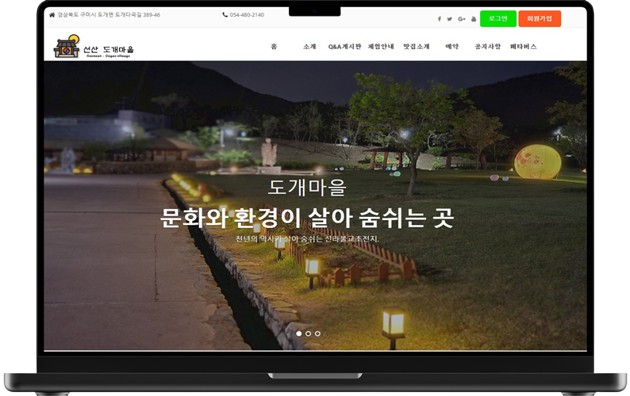 경상북도 구미시 도개면 도개다곡길 389-46
054-480-2140
로그인
회원가입
선산 도개마을
홈 소개 Q&A게시판 체험안내 맛집소개 예약 공지사항 메타버스
도개마을
문화와 환경이 살아 숨쉬는 곳
천년의 역사가 살아 숨쉬는 신라불교초전지.